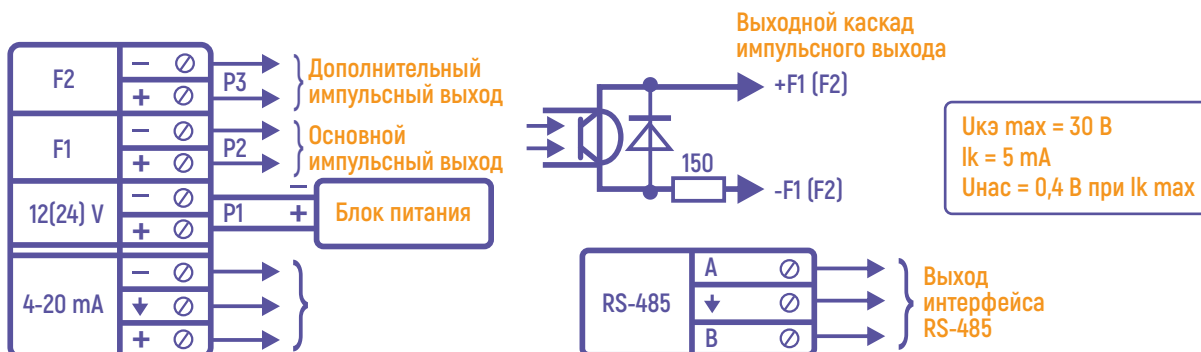 F2
−
+
P3
Дополнительный
импульсный выход
F1
−
+
P2
Основной
импульсный выход
12(24) V
−
+
P1
−
+
Блок питания
4-20 mA
−
+
Выходной каскад
импульсного выхода
+F1 (F2)
150
-F1 (F2)
Uкэ max = 30 В
Ik = 5 mA
Uнас = 0,4 В при Ik max
RS-485
A
B
Выход
интерфейса
RS-485